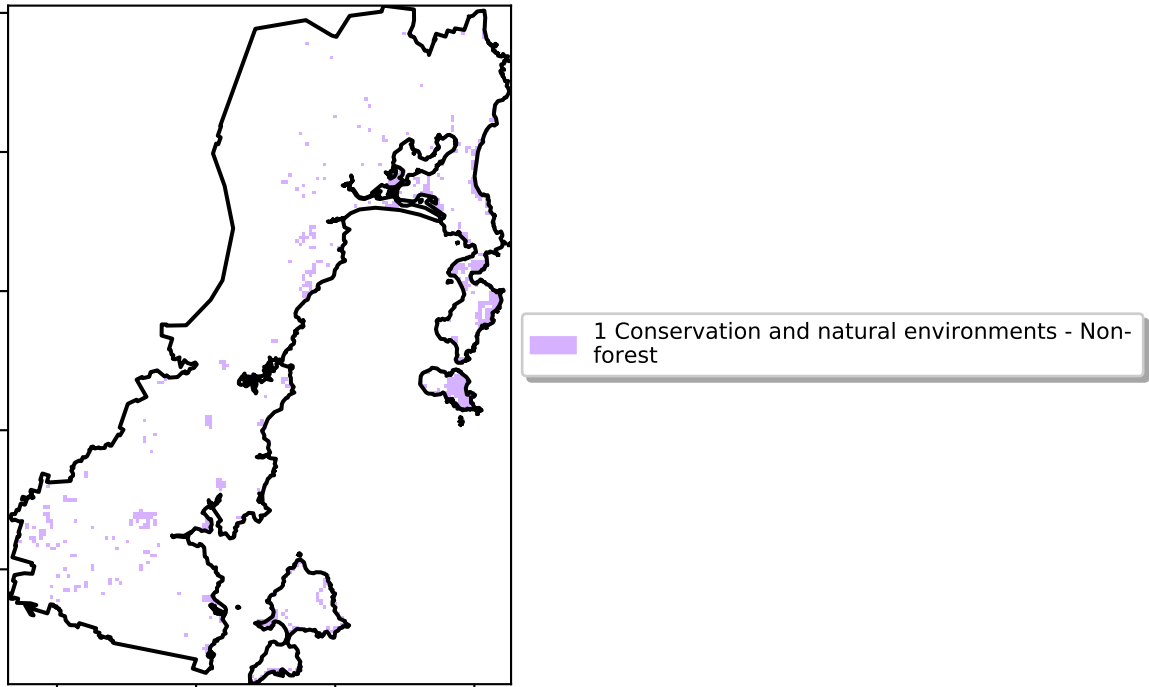 1 Conservation and natural environments - Non-
forest